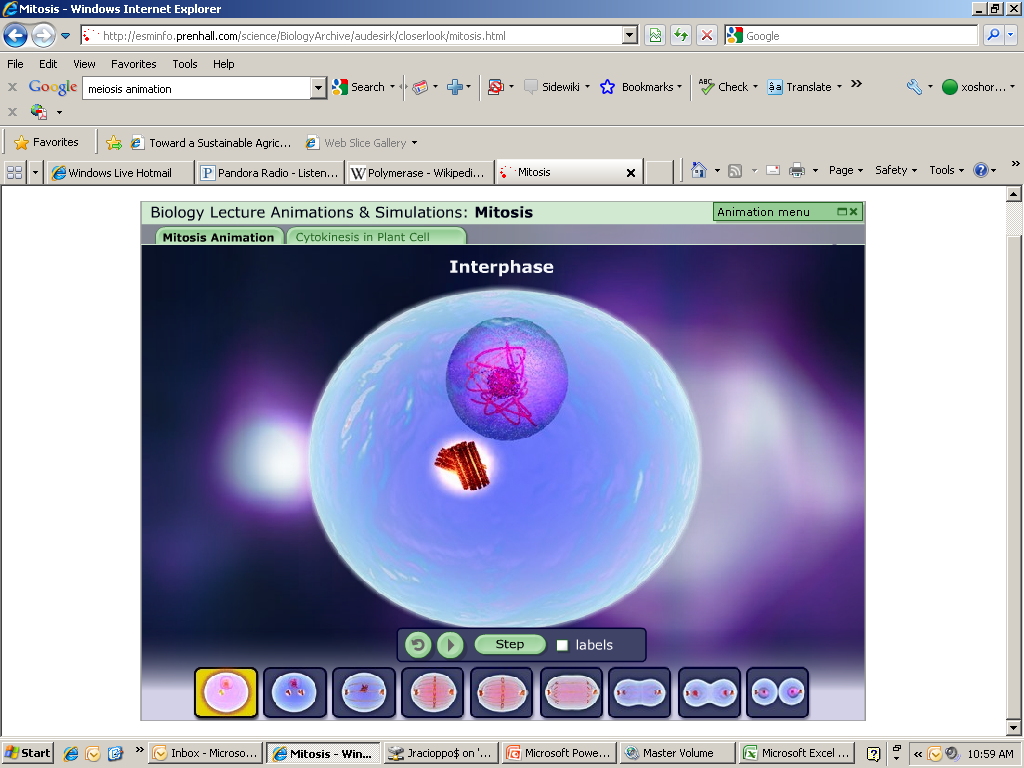 Mitosis - Windows Internet Explorer
http://esminfo.prenhall.com/science/BiologyArchive/audesirk/closerlook/mitosis.html
Google
File Edit View Favorites Tools Help
x Google meiosis animation Search Sidewiki Bookmarks ABC Check Translate xoshor...
x
Favorites Toward a Sustainable Agric... Web Slice Gallery
Windows Live Hotmail Pandora Radio - Listen... W Polymerase - Wikipedi... Mitosis Page Safety Tools
Biology Lecture Animations & Simulations: Mitosis Animation menu
Mitosis Animation Cytokinesis in Plant Cell
Interphase
Step labels
Start Inbox - Microso... Mitosis - Win... Jracioppo$ on '... Microsoft Powe... Master Volume Microsoft Excel ... 10:59 AM